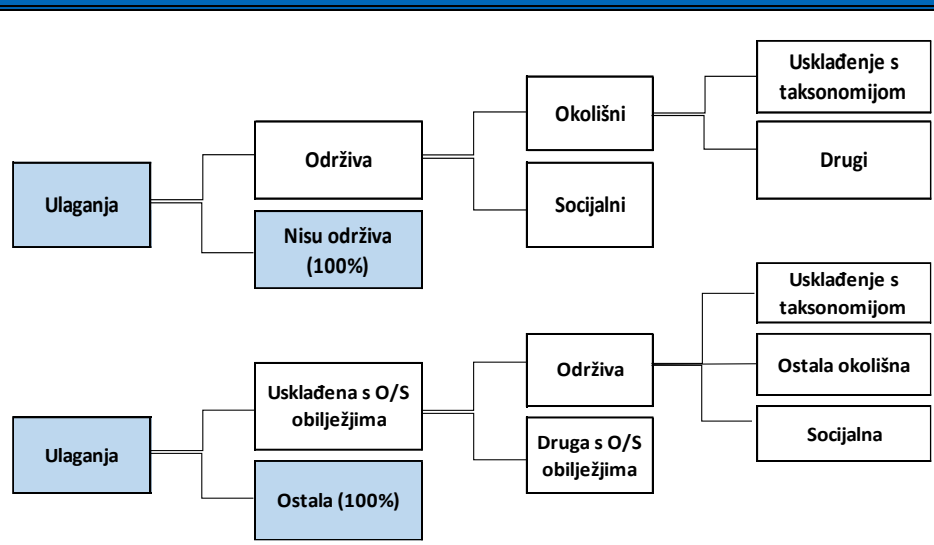 Usklađenje s
taksonomijom
Okolišni
Održiva
Drugi
Ulaganja
Socijalni
Nisu održiva
(100%)
Usklađenje s
taksonomijom
Održiva
Ostala okolišna
Usklađena s O/S
obilježjima
Socijalna
Ulaganja
Druga s O/S
obilježjima
Ostala (100%)